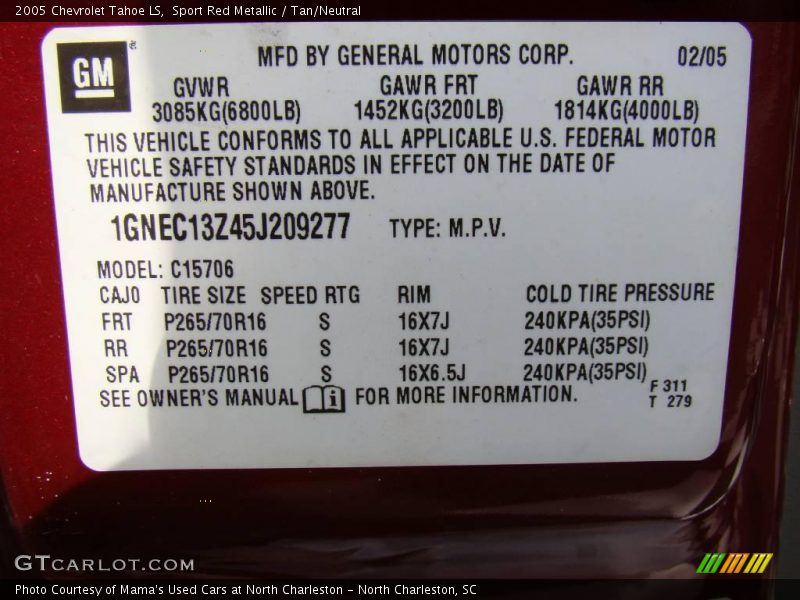 2005 Chevrolet Tahoe LS, Sport Red Metallic / Tan/Neutral
GM
®
MFD BY GENERAL MOTORS CORP.
02/05
GVWR GAWR FRT GAWR RR
3085KG(6800LB) 1452KG(3200LB) 1814KG(4000LB)
THIS VEHICLE CONFORMS TO ALL APPLICABLE U.S. FEDERAL MOTOR
VEHICLE SAFETY STANDARDS IN EFFECT ON THE DATE OF
MANUFACTURE SHOWN ABOVE.
1GNEC13Z45J209277 TYPE: M.P.V.
MODEL: C15706
CAJ0 TIRE SIZE SPEED RTG RIM COLD TIRE PRESSURE
FRT P265/70R16 S 16X7J 240KPA(35PSI)
RR P265/70R16 S 16X7J 240KPA(35PSI)
SPA P265/70R16 S 16X6.5J 240KPA(35PSI)
SEE OWNER'S MANUAL i FOR MORE INFORMATION.
F 311
T 279
GTCARLOT.COM
Photo Courtesy of Mama's Used Cars at North Charleston - North Charleston, SC